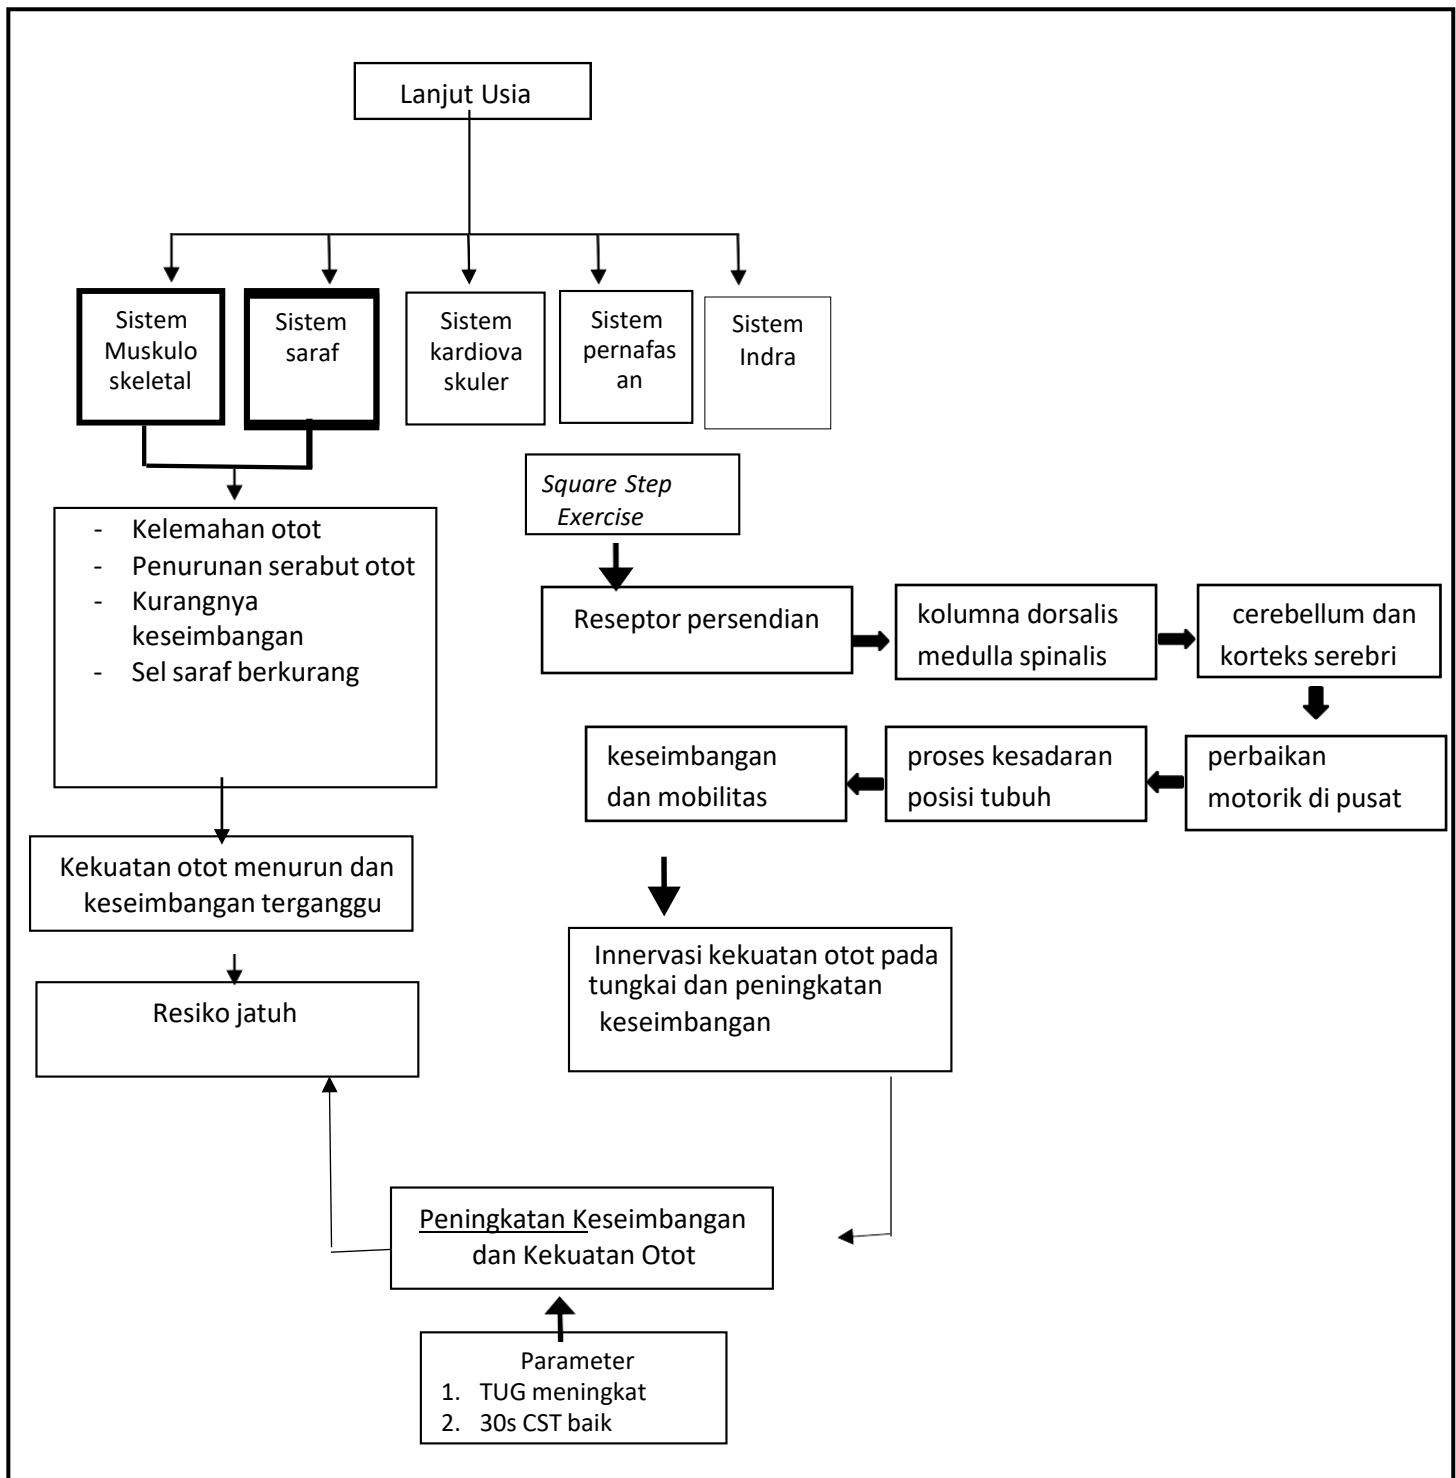 Lanjut Usia
Sistem
Muskulo
skeletal
Sistem
saraf
Sistem
kardiova
skuler
Sistem
pernafas
an
Sistem
Indra
Square Step
Exercise
- Kelemahan otot
- Penurunan serabut otot
- Kurangnya
keseimbangan
- Sel saraf berkurang
Reseptor persendian
kolumna dorsalis
medulla spinalis
cerebellum dan
korteks serebri
perbaikan
motorik di pusat
proses kesadaran
posisi tubuh
keseimbangan
dan mobilitas
Kekuatan otot menurun dan
keseimbangan terganggu
Innervasi kekuatan otot pada
tungkai dan peningkatan
keseimbangan
Resiko jatuh
Peningkatan Keseimbangan
dan Kekuatan Otot
Parameter
1. TUG meningkat
2. 30s CST baik